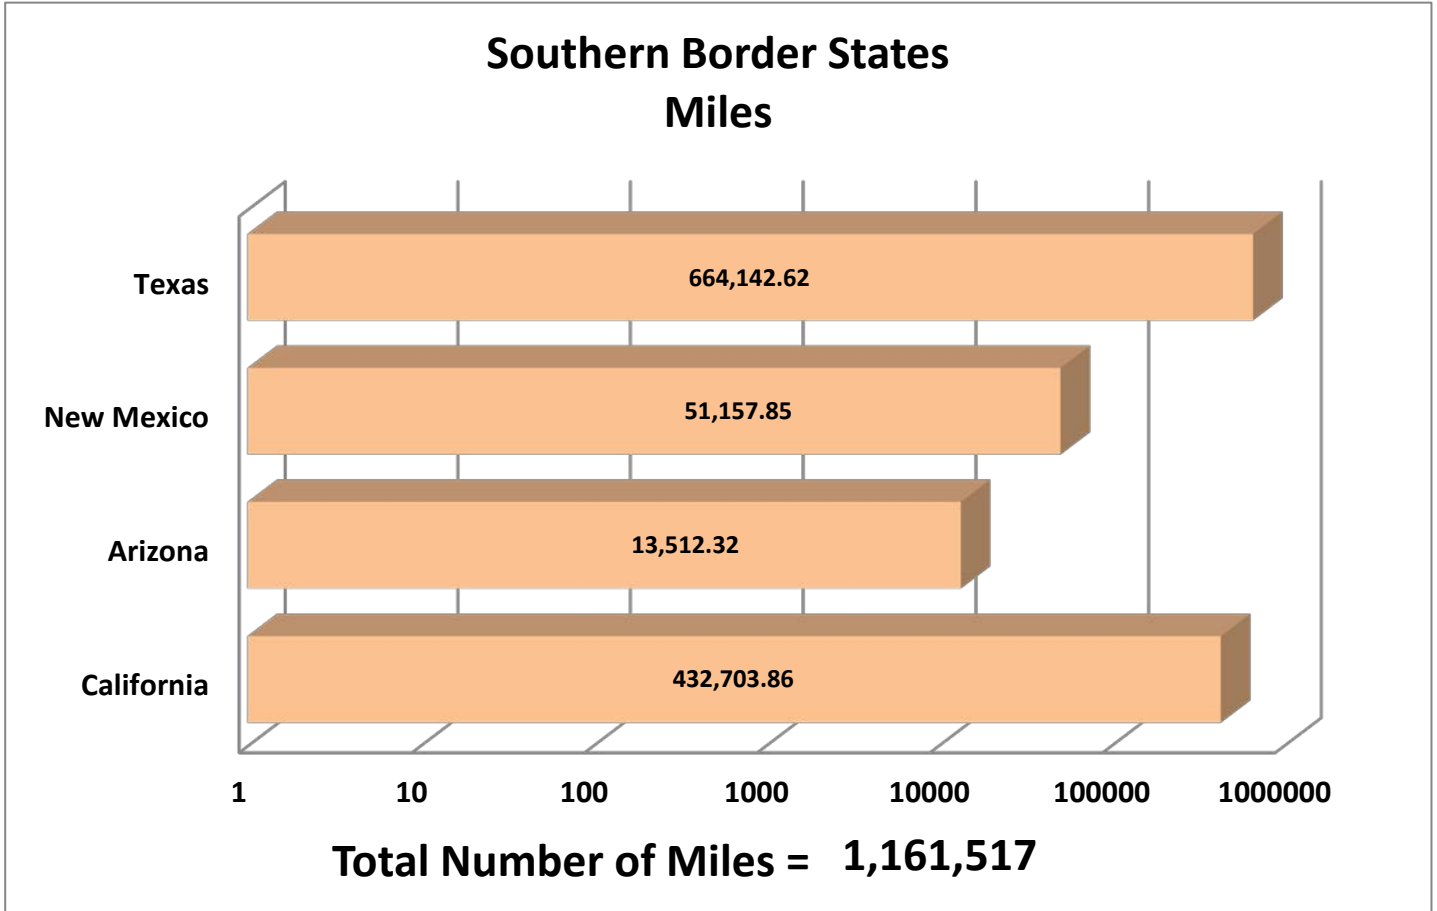 Southern Border States
Miles
Texas
664,142.62
New Mexico
51,157.85
Arizona
13,512.32
California
432,703.86
1 10 100 1000 10000 100000 1000000
Total Number of Miles = 1,161,517